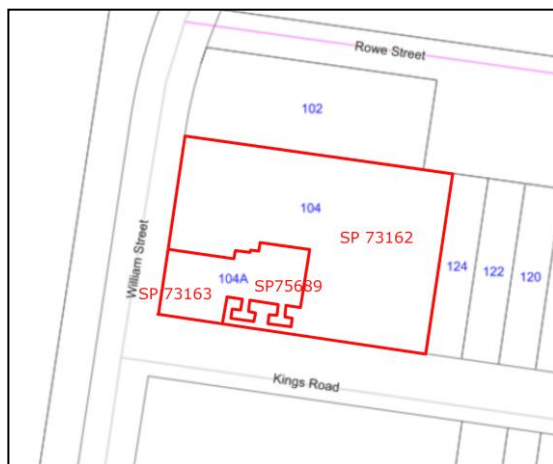 Rowe Street
102
104
SP 73162
William Street
124
122
120
104A
SP75689
SP 73163
Kings Road